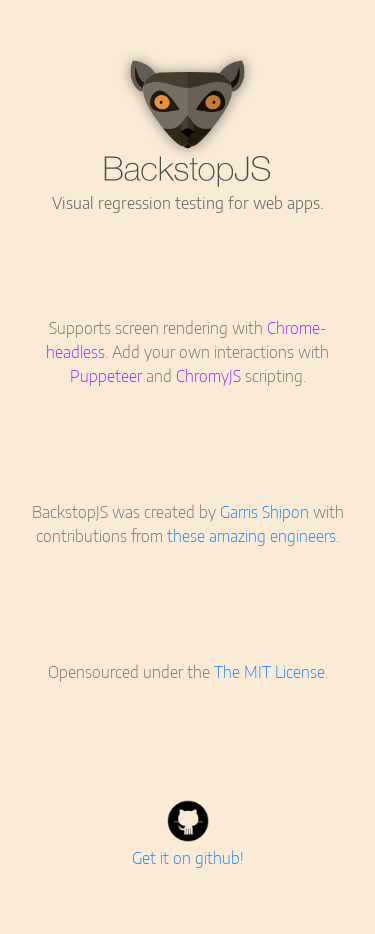 BackstopJS
Visual regression testing for web apps.
Supports screen rendering with Chrome-
headless. Add your own interactions with
Puppeteer and ChromyJS scripting.
BackstopJS was created by Garris Shipon with
contributions from these amazing engineers.
Opensourced under the The MIT License.
Get it on github!